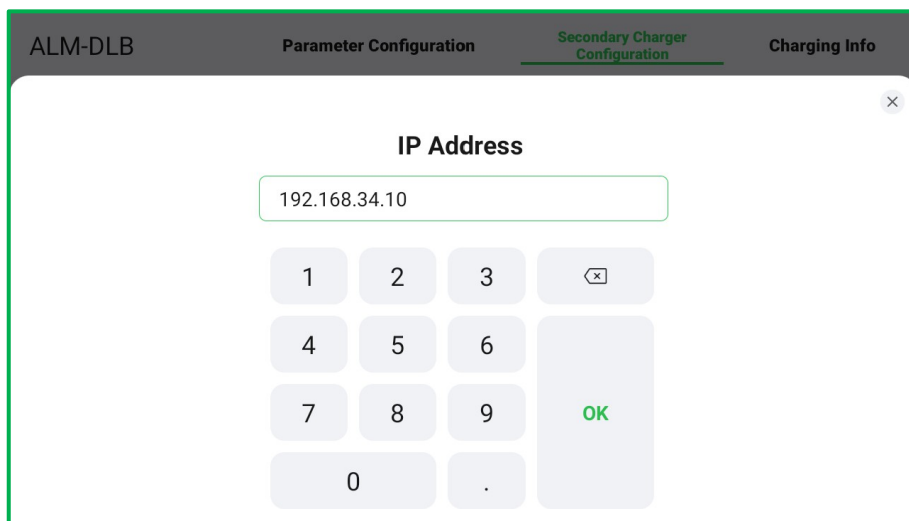 ALM-DLB
Parameter Configuration
Secondary Charger
Configuration
Charging Info
IP Address
192.168.34.10
1 2 3
4 5 6
7 8 9 OK
0 .